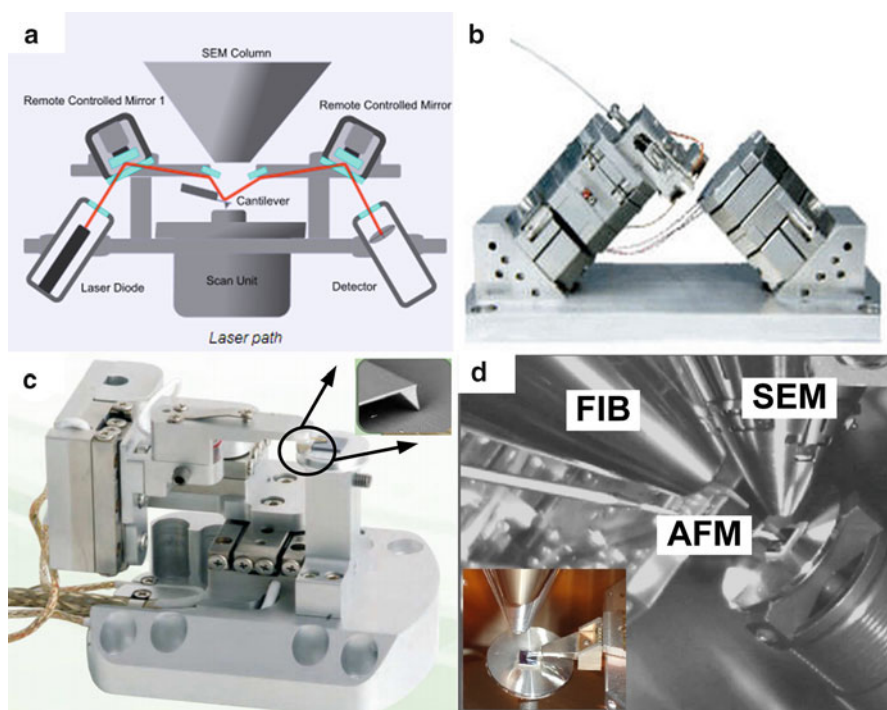 a
SEM Column
Remote Controlled Mirror 1
Remote Controlled Mirror
Cantilever
Laser Diode
Scan Unit
Detector
Laser path
b
c
d
FIB
SEM
AFM